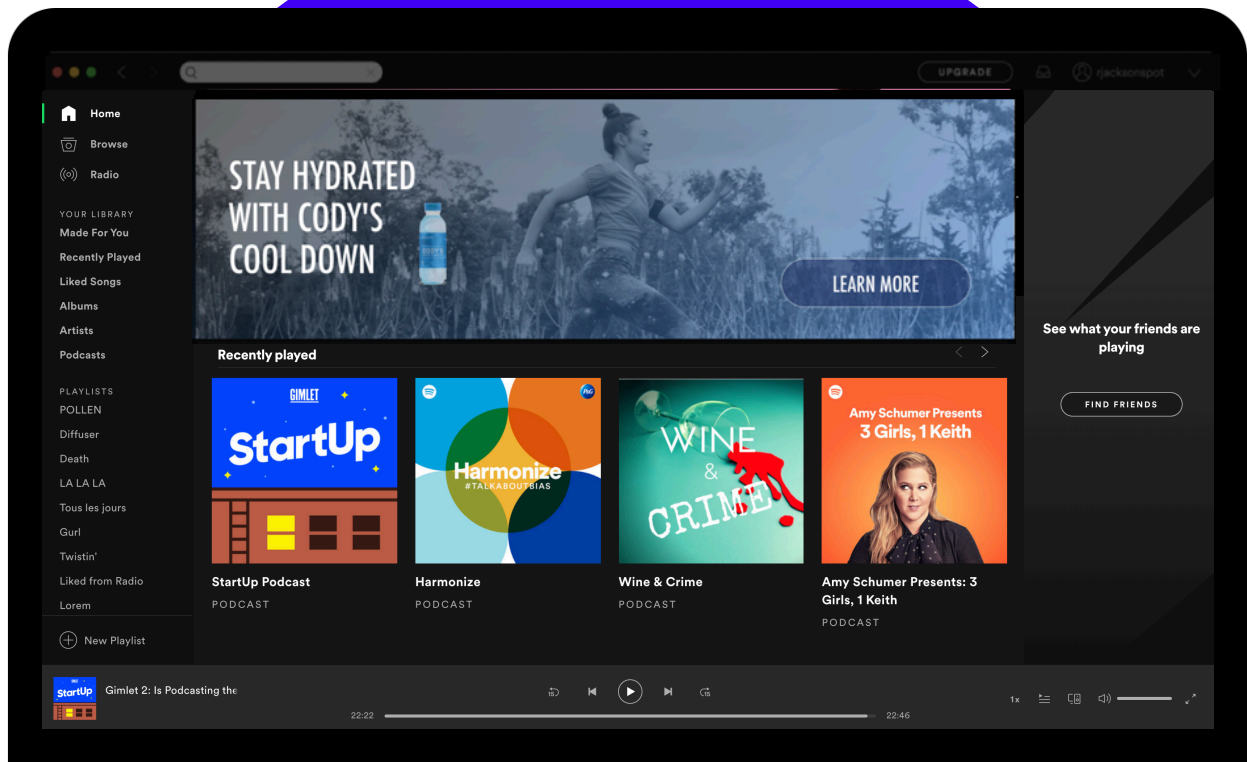 UPGRADE
rjacksonspot
Home
Browse
Radio
YOUR LIBRARY
Made For You
Recently Played
Liked Songs
Albums
Artists
Podcasts
PLAYLISTS
POLLEN
Diffuser
Death
LA LA LA
Tous les jours
Gurl
Twistin'
Liked from Radio
Lorem
New Playlist
STAY HYDRATED
WITH CODY'S
COOL DOWN
CODY'S
LEARN MORE
Recently played
GIMLET
StartUp
P&G
Harmonize
#TALKABOUTBIAS
WINE
&
CRIME
Amy Schumer Presents
3 Girls, 1 Keith
StartUp Podcast
PODCAST
Harmonize
PODCAST
Wine & Crime
PODCAST
Amy Schumer Presents: 3
Girls, 1 Keith
PODCAST
See what your friends are
playing
FIND FRIENDS
StartUp
Gimlet 2: Is Podcasting the
15
15
22:22
22:46
1x